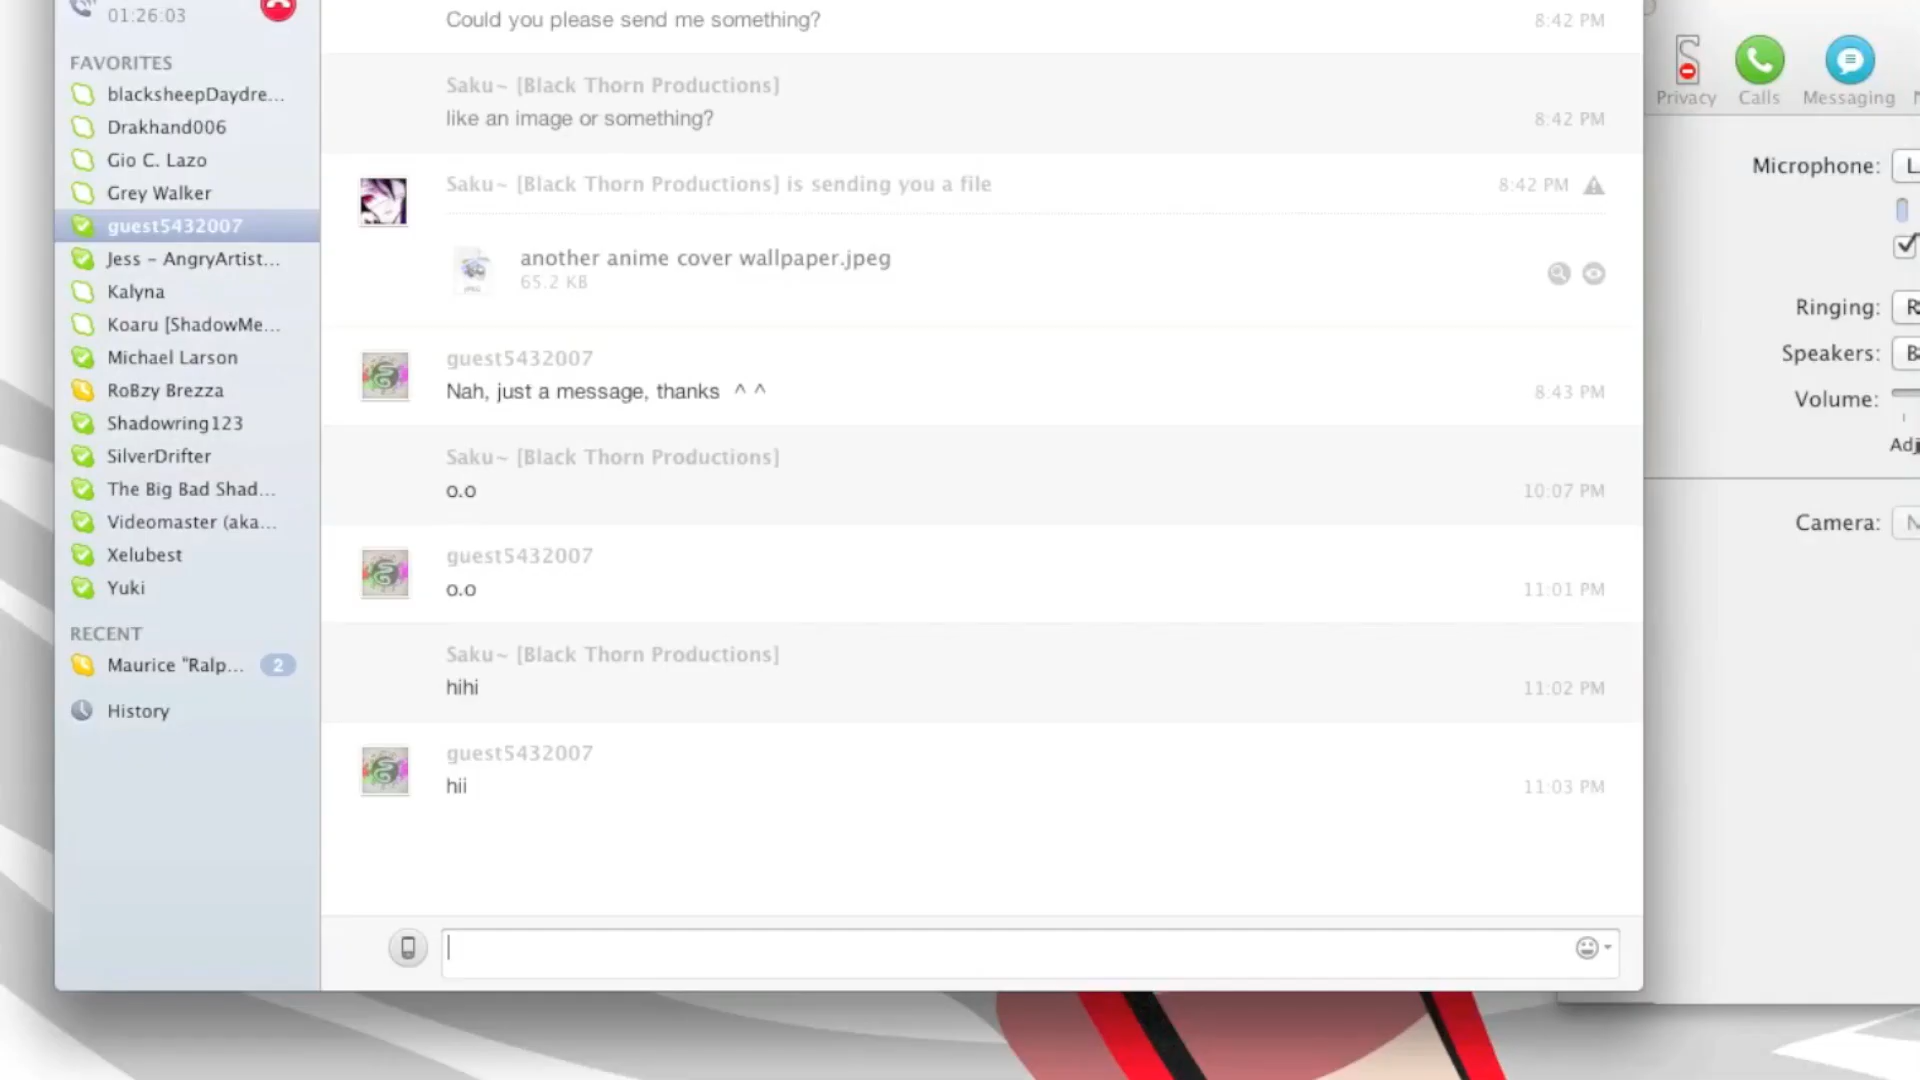 01:26:03
FAVORITES
blacksheepDaydre...
Drakhand006
Gio C. Lazo
Grey Walker
guest5432007
Jess - AngryArtist...
Kalyna
Koaru [ShadowMe...
Michael Larson
RoBzy Brezza
Shadowring123
SilverDrifter
The Big Bad Shad...
Videomaster (aka...
Xelubest
Yuki
RECENT
Maurice "Ralp... 2
History
Could you please send me something? 8:42 PM
Saku~ [Black Thorn Productions]
like an image or something? 8:42 PM
Saku~ [Black Thorn Productions] is sending you a file 8:42 PM
another anime cover wallpaper.jpeg
65.2 KB
guest5432007
Nah, just a message, thanks ^ ^ 8:43 PM
Saku~ [Black Thorn Productions]
o.o 10:07 PM
guest5432007
o.o 11:01 PM
Saku~ [Black Thorn Productions]
hihi 11:02 PM
guest5432007
hii 11:03 PM
Privacy Calls Messaging
Microphone:
Ringing:
Speakers:
Volume:
Camera: